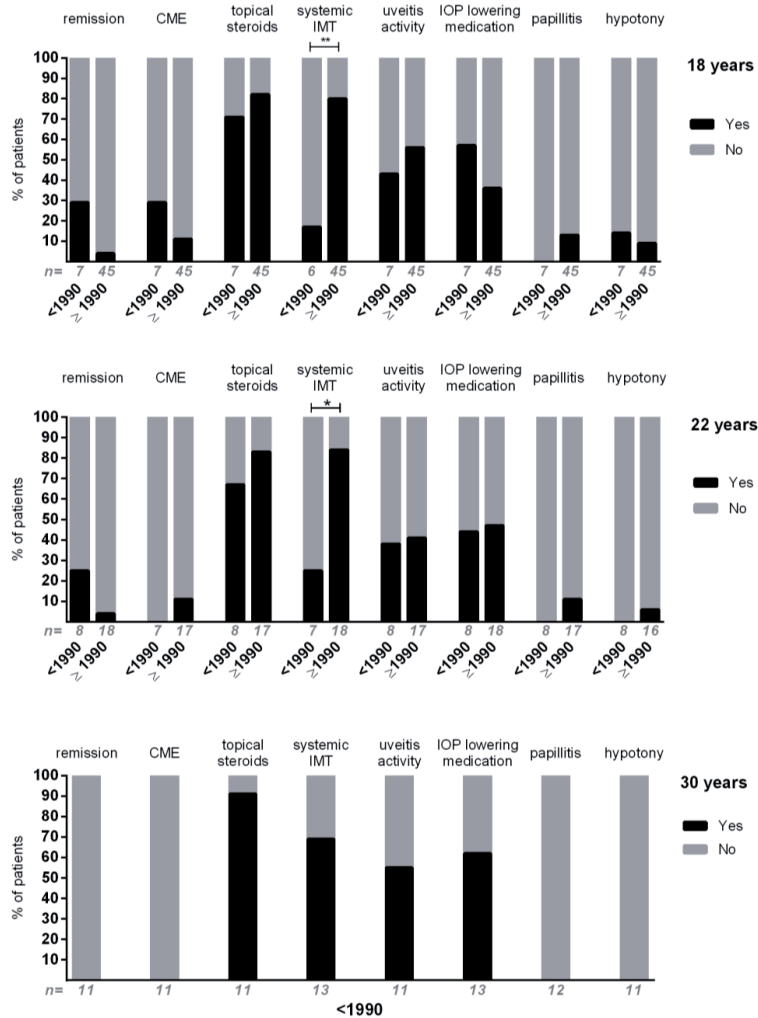 remission CME topical steroids systemic IMT uveitis activity IOP lowering medication papillitis hypotony
**
18 years
Yes
No
% of patients
100
90
80
70
60
50
40
30
20
10
n= 7 45 7 45 7 45 6 45 7 45 7 45 7 45 7 45
<1990 ≥1990 <1990 ≥1990 <1990 ≥1990 <1990 ≥1990 <1990 ≥1990 <1990 ≥1990 <1990 ≥1990 <1990 ≥1990
remission CME topical steroids systemic IMT uveitis activity IOP lowering medication papillitis hypotony
*
22 years
Yes
No
% of patients
100
90
80
70
60
50
40
30
20
10
n= 8 18 7 17 8 17 7 18 8 17 8 18 8 17 8 16
<1990 ≥1990 <1990 ≥1990 <1990 ≥1990 <1990 ≥1990 <1990 ≥1990 <1990 ≥1990 <1990 ≥1990 <1990 ≥1990
remission CME topical steroids systemic IMT uveitis activity IOP lowering medication papillitis hypotony
30 years
Yes
No
% of patients
100
90
80
70
60
50
40
30
20
10
n= 11 11 11 13 11 13 12 11
<1990